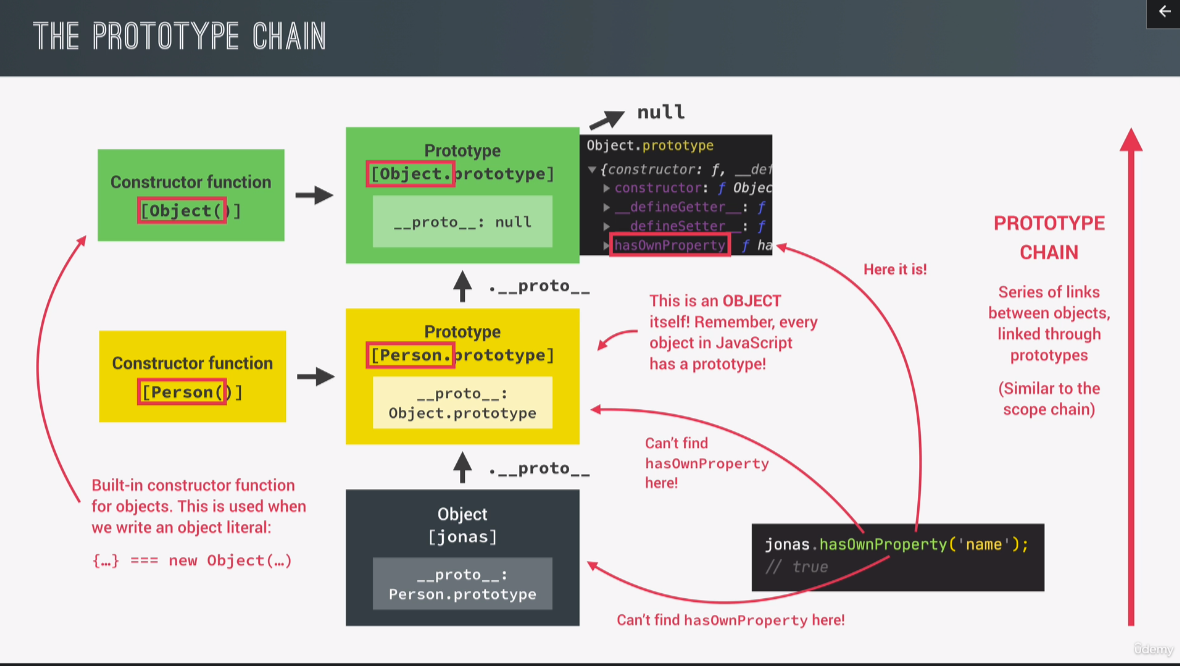 THE PROTOTYPE CHAIN
null
Constructor function
[Object()]
Prototype
[Object.prototype]
__proto__: null
Object.prototype
▼{constructor: ƒ, __def
▶constructor: ƒ Objec
▶__defineGetter__: ƒ
▶__defineSetter__: ƒ
▶hasOwnProperty: ƒ ha
Here it is!
PROTOTYPE
CHAIN
Series of links
between objects,
linked through
prototypes
(Similar to the
scope chain)
.__proto__
This is an OBJECT
itself! Remember, every
object in JavaScript
has a prototype!
Constructor function
[Person()]
Prototype
[Person.prototype]
__proto__:
Object.prototype
Can't find
hasOwnProperty
here!
.__proto__
Built-in constructor function
for objects. This is used when
we write an object literal:
{…} === new Object(…)
Object
[jonas]
__proto__:
Person.prototype
jonas.hasOwnProperty('name');
// true
Can't find hasOwnProperty here!
ûdemy